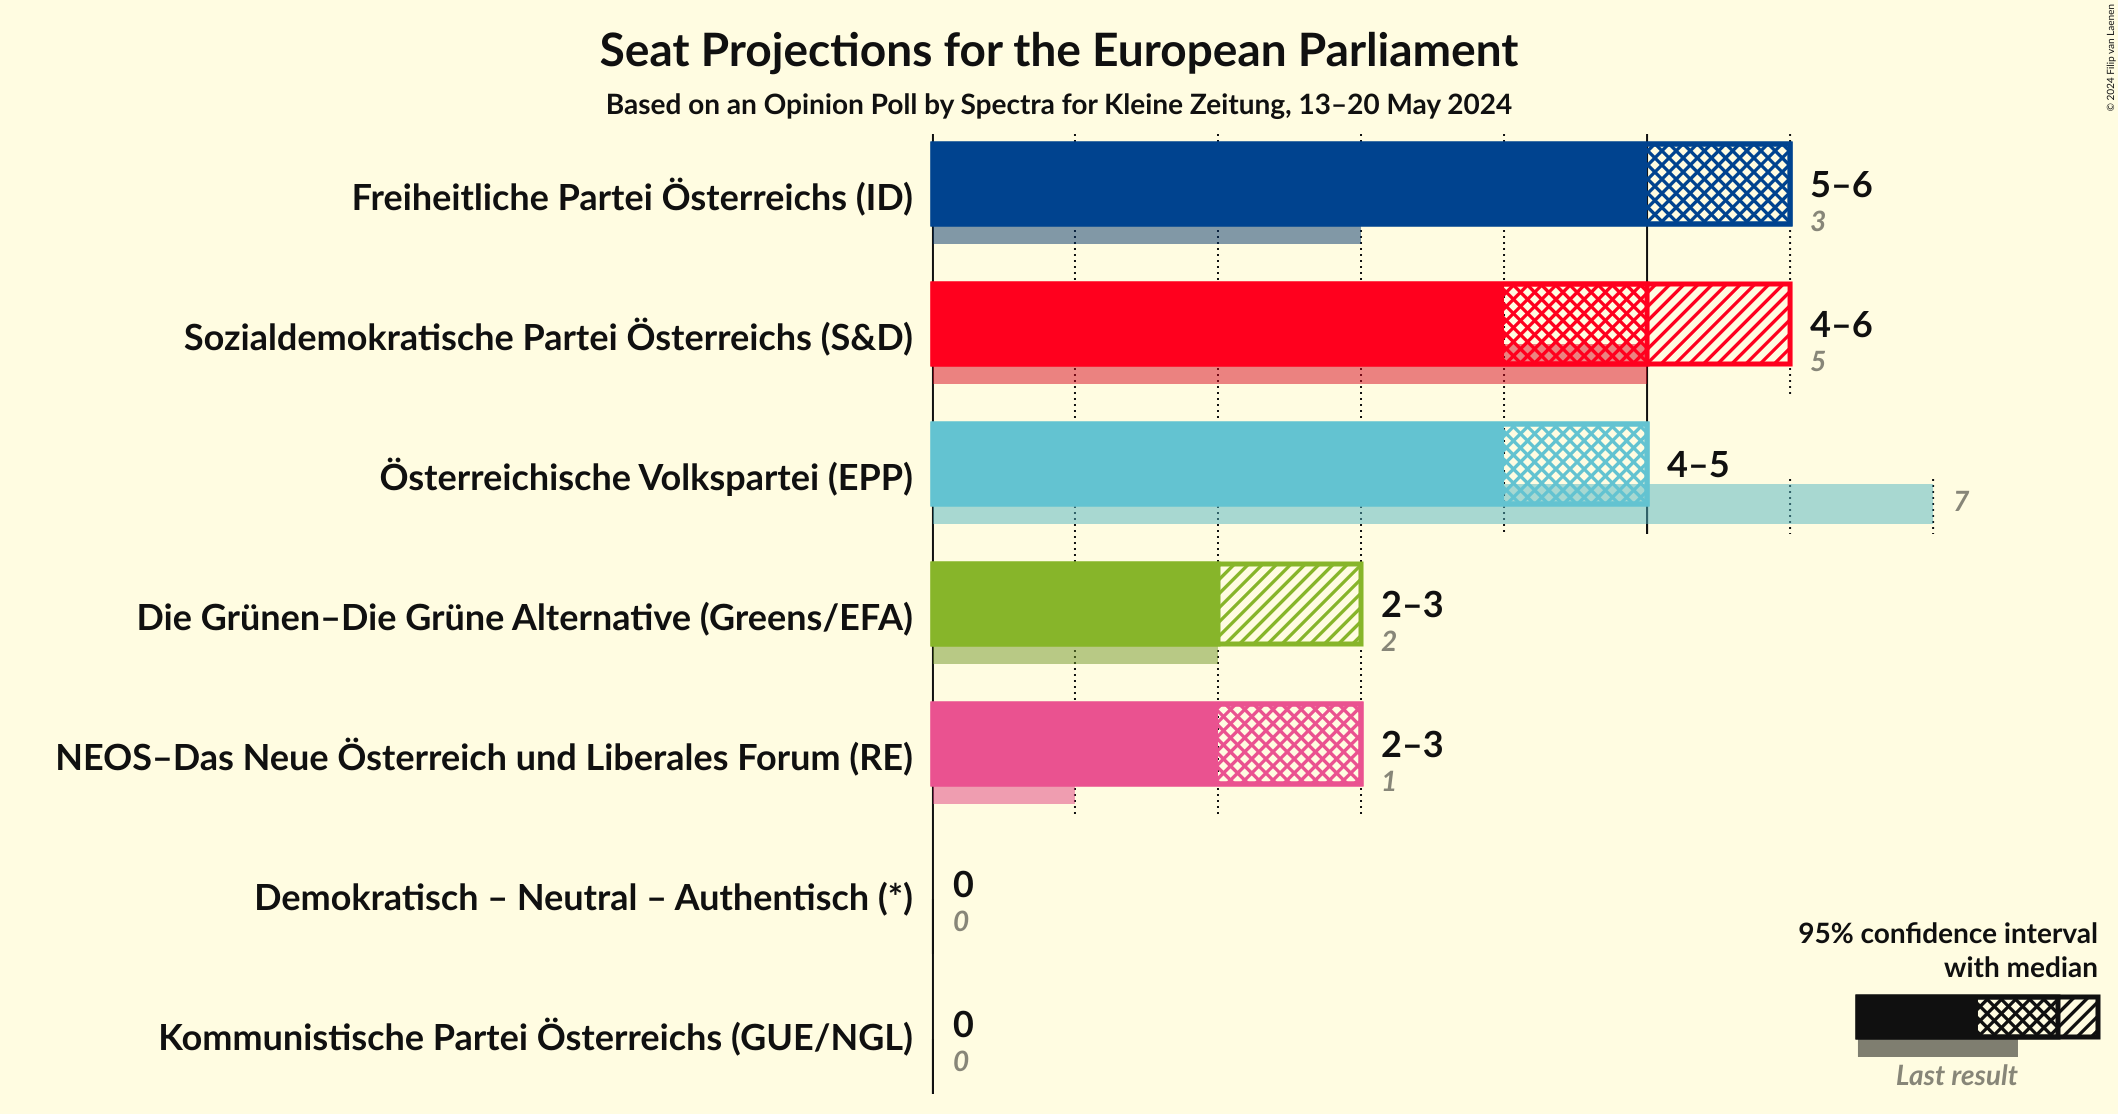 Seat Projections for the European Parliament
Based on an Opinion Poll by Spectra for Kleine Zeitung, 13–20 May 2024
© 2024 Filip van Laenen
Freiheitliche Partei Österreichs (ID)
5–6
3
Sozialdemokratische Partei Österreichs (S&D)
4–6
5
Österreichische Volkspartei (EPP)
4–5
7
Die Grünen–Die Grüne Alternative (Greens/EFA)
2–3
2
NEOS–Das Neue Österreich und Liberales Forum (RE)
2–3
1
Demokratisch – Neutral – Authentisch (*)
0
0
Kommunistische Partei Österreichs (GUE/NGL)
0
0
95% confidence interval
with median
Last result